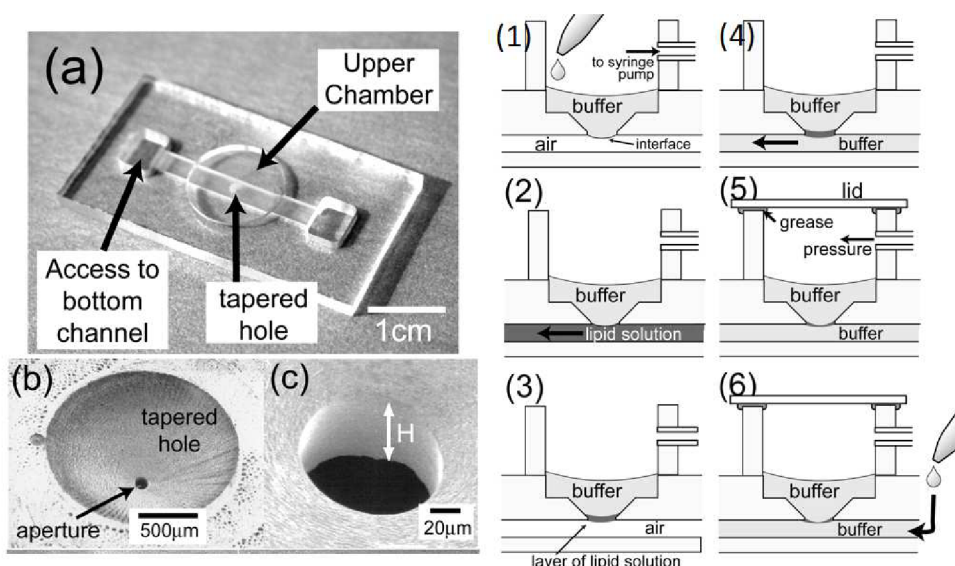 (a)
Upper
Chamber
Access to
bottom
channel
tapered
hole
1cm
(b)
tapered
hole
aperture
500μm
(c)
H
20μm
(1)
to syringe
pump
buffer
air
interface
(2)
buffer
lipid solution
(3)
buffer
air
layer of lipid solution
(4)
buffer
buffer
(5)
lid
grease
pressure
buffer
buffer
(6)
buffer
buffer